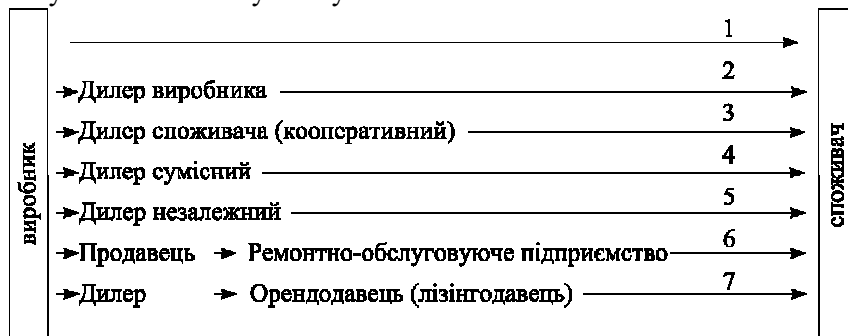 1
2
Дилер виробника
3
Дилер споживача (кооперативний)
4
Дилер сумісний
5
Дилер незалежний
6
Продавець Ремонтно-обслуговуюче підприємство
7
Дилер Орендодавець (лізінгодавець)
виробник
споживач